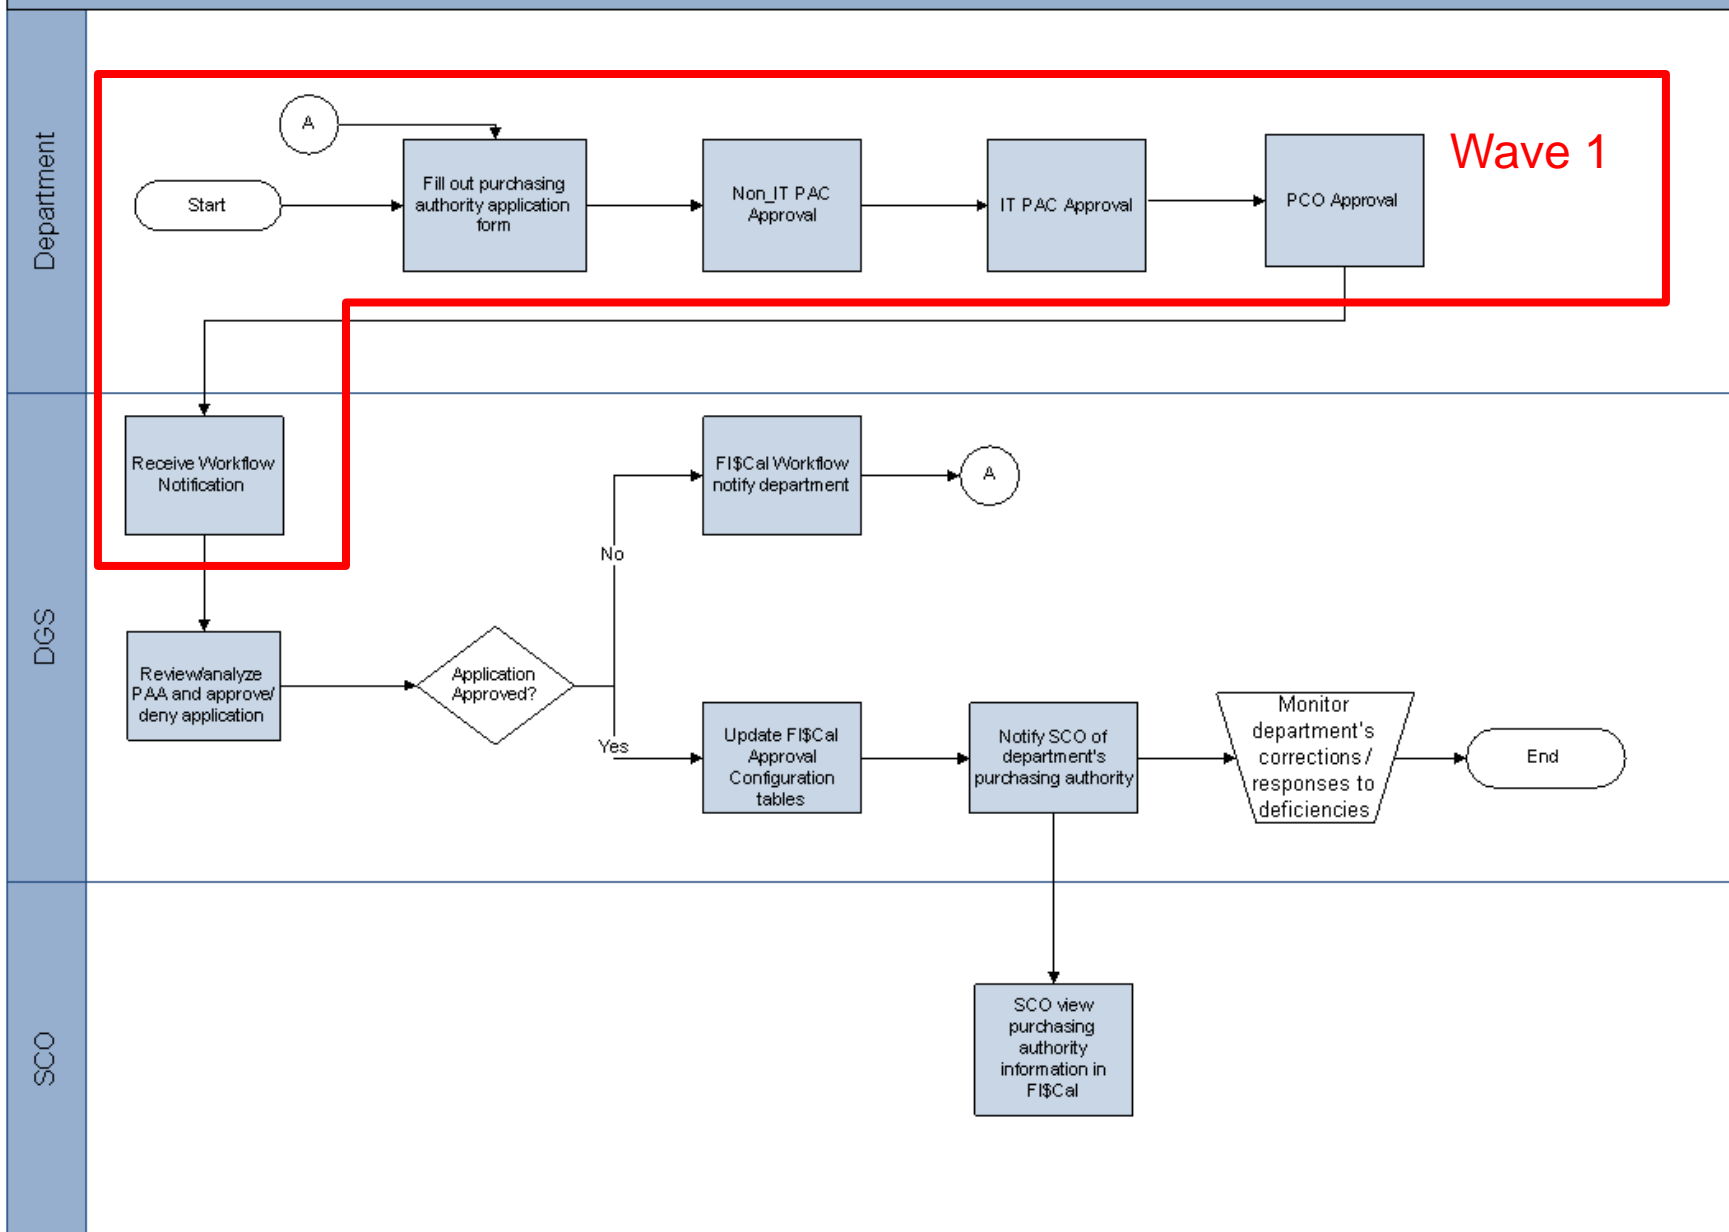 Department
A
Wave 1
Start
Fill out purchasing
authority application
form
Non_IT PAC
Approval
IT PAC Approval
PCO Approval
DGS
Receive Workflow
Notification
FI$Cal Workflow
notify department
A
No
Review/analyze
PAA and approve/
deny application
Application
Approved?
Yes
Update FI$Cal
Approval
Configuration
tables
Notify SCO of
department's
purchasing authority
Monitor
department's
corrections /
responses to
deficiencies
End
SCO
SCO view
purchasing
authority
information in
FI$Cal